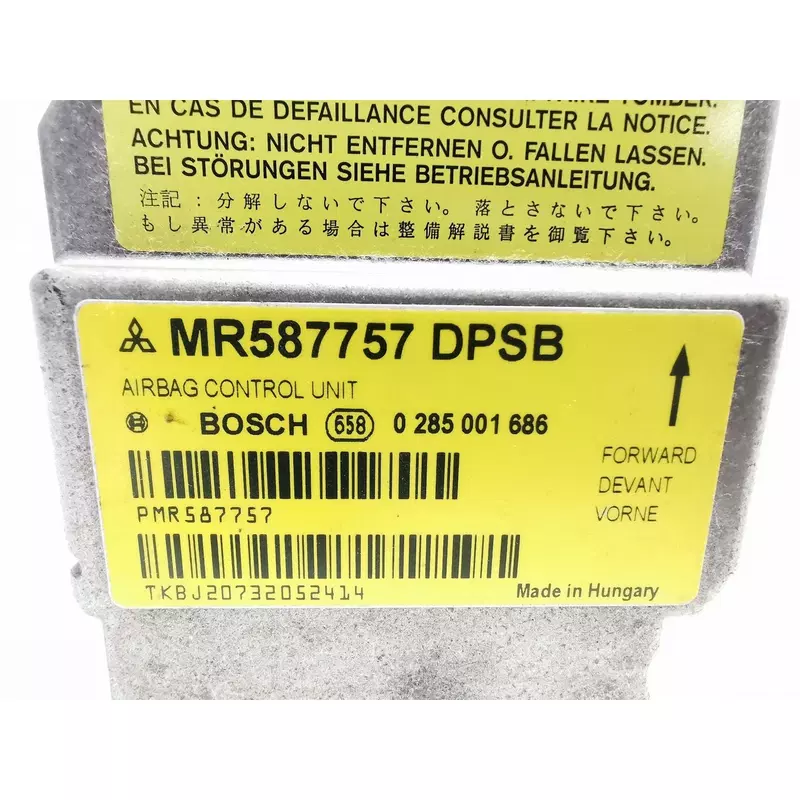 TOMBER.
EN CAS DE DEFAILLANCE CONSULTER LA NOTICE.
ACHTUNG: NICHT ENTFERNEN O. FALLEN LASSEN.
BEI STÖRUNGEN SIEHE BETRIEBSANLEITUNG.
注記：分解しないで下さい。落とさないで下さい。
もし異常がある場合は整備解説書を御覧下さい。
MR587757 DPSB
AIRBAG CONTROL UNIT
BOSCH 658 0 285 001 686
FORWARD
DEVANT
VORNE
PMR587757
TKBJ20732052414
Made in Hungary